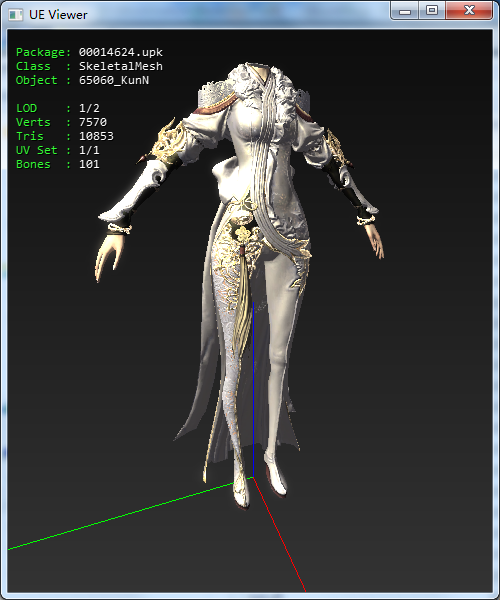 UE Viewer
Package: 00014624.upk
Class  : SkeletalMesh
Object : 65060_KunN
LOD    : 1/2
Verts  : 7570
Tris   : 10853
UV Set : 1/1
Bones  : 101